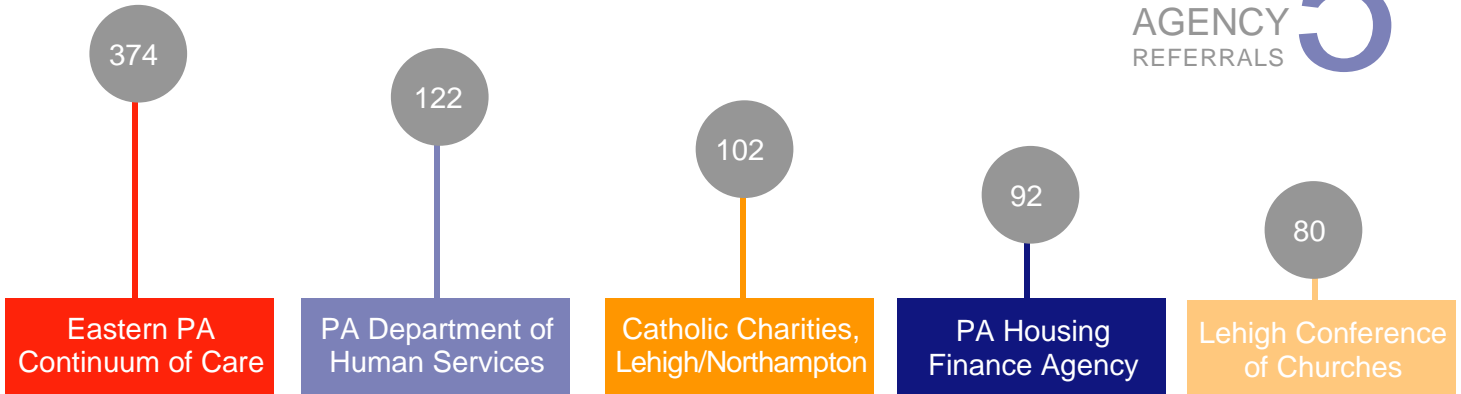 AGENCY
REFERRALS
5
374
122
102
92
80
Eastern PA
Continuum of Care
PA Department of
Human Services
Catholic Charities,
Lehigh/Northampton
PA Housing
Finance Agency
Lehigh Conference
of Churches